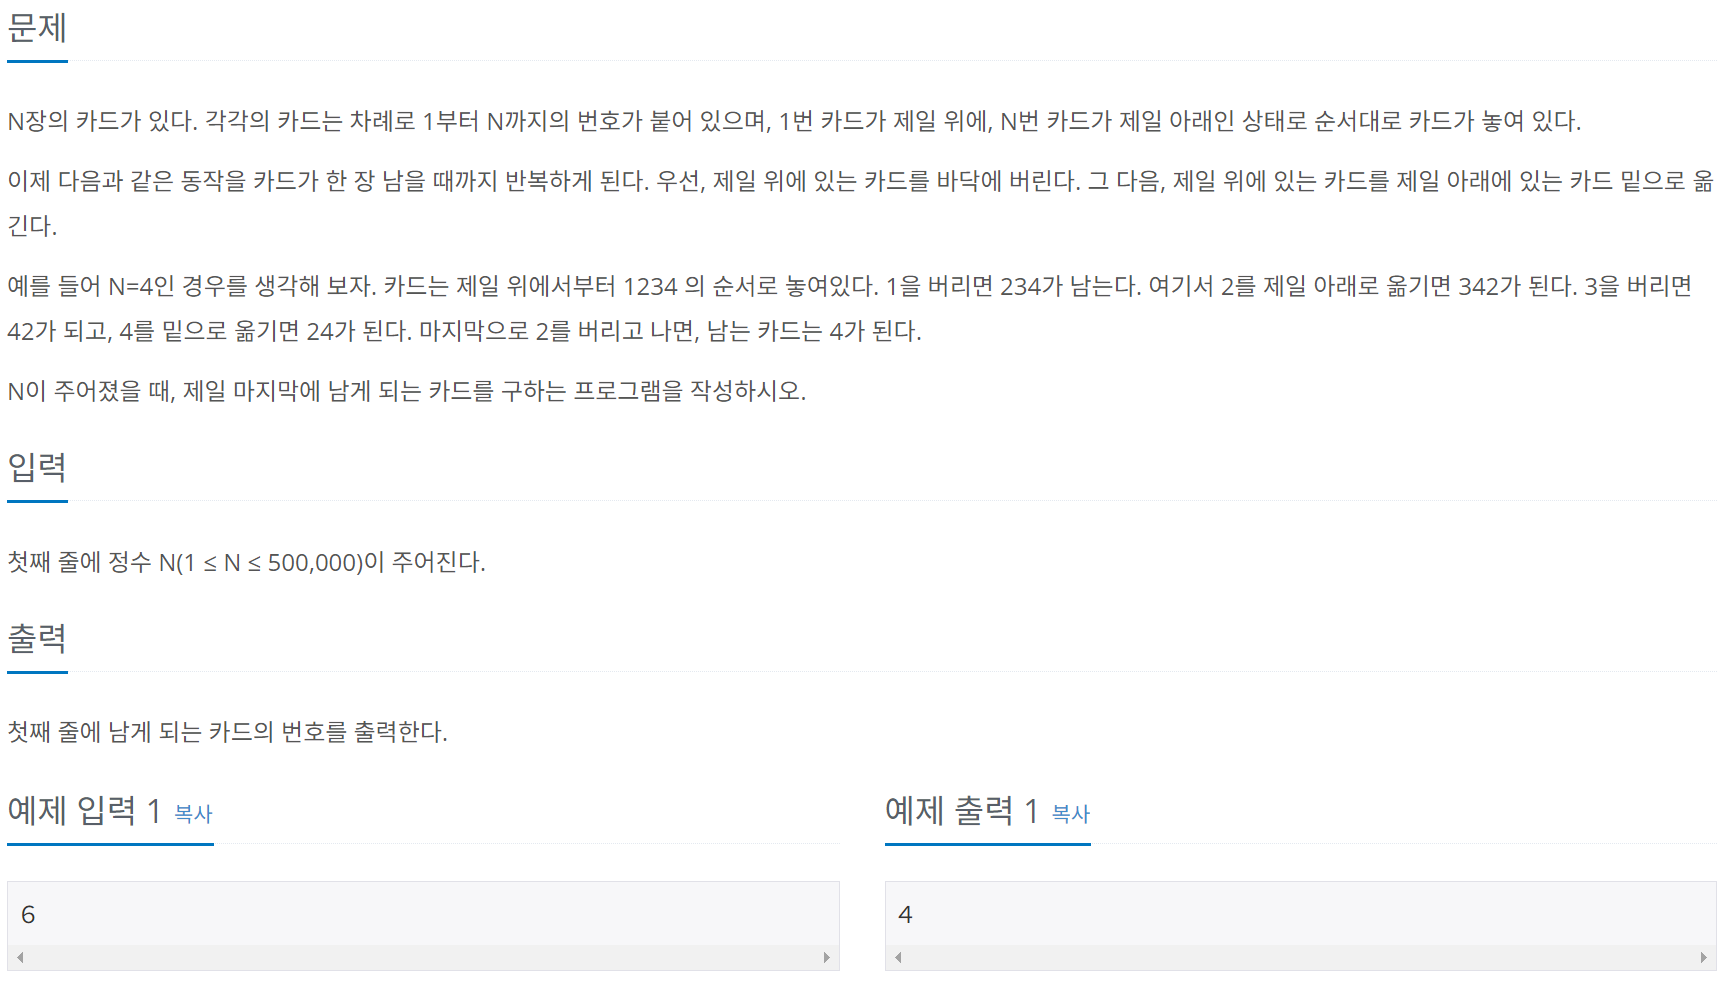 문제
N장의 카드가 있다. 각각의 카드는 차례로 1부터 N까지의 번호가 붙어 있으며, 1번 카드가 제일 위에, N번 카드가 제일 아래인 상태로 순서대로 카드가 놓여 있다.
이제 다음과 같은 동작을 카드가 한 장 남을 때까지 반복하게 된다. 우선, 제일 위에 있는 카드를 바닥에 버린다. 그 다음, 제일 위에 있는 카드를 제일 아래에 있는 카드 밑으로 옮
긴다.
예를 들어 N=4인 경우를 생각해 보자. 카드는 제일 위에서부터 1234 의 순서로 놓여있다. 1을 버리면 234가 남는다. 여기서 2를 제일 아래로 옮기면 342가 된다. 3을 버리면
42가 되고, 4를 밑으로 옮기면 24가 된다. 마지막으로 2를 버리고 나면, 남는 카드는 4가 된다.
N이 주어졌을 때, 제일 마지막에 남게 되는 카드를 구하는 프로그램을 작성하시오.
입력
첫째 줄에 정수 N(1 ≤ N ≤ 500,000)이 주어진다.
출력
첫째 줄에 남게 되는 카드의 번호를 출력한다.
예제 입력 1 복사
예제 출력 1 복사
6
4